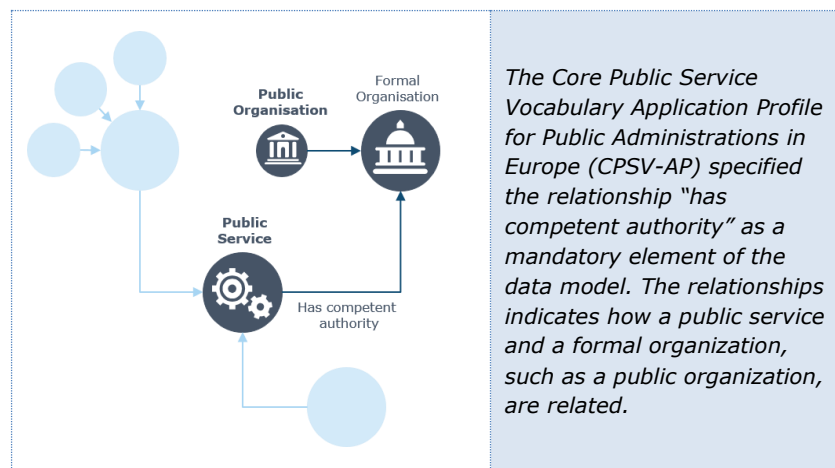 Public
Organisation
Formal
Organisation
Public
Service
Has competent
authority
The Core Public Service
Vocabulary Application Profile
for Public Administrations in
Europe (CPSV-AP) specified
the relationship “has
competent authority” as a
mandatory element of the
data model. The relationships
indicates how a public service
and a formal organization,
such as a public organization,
are related.